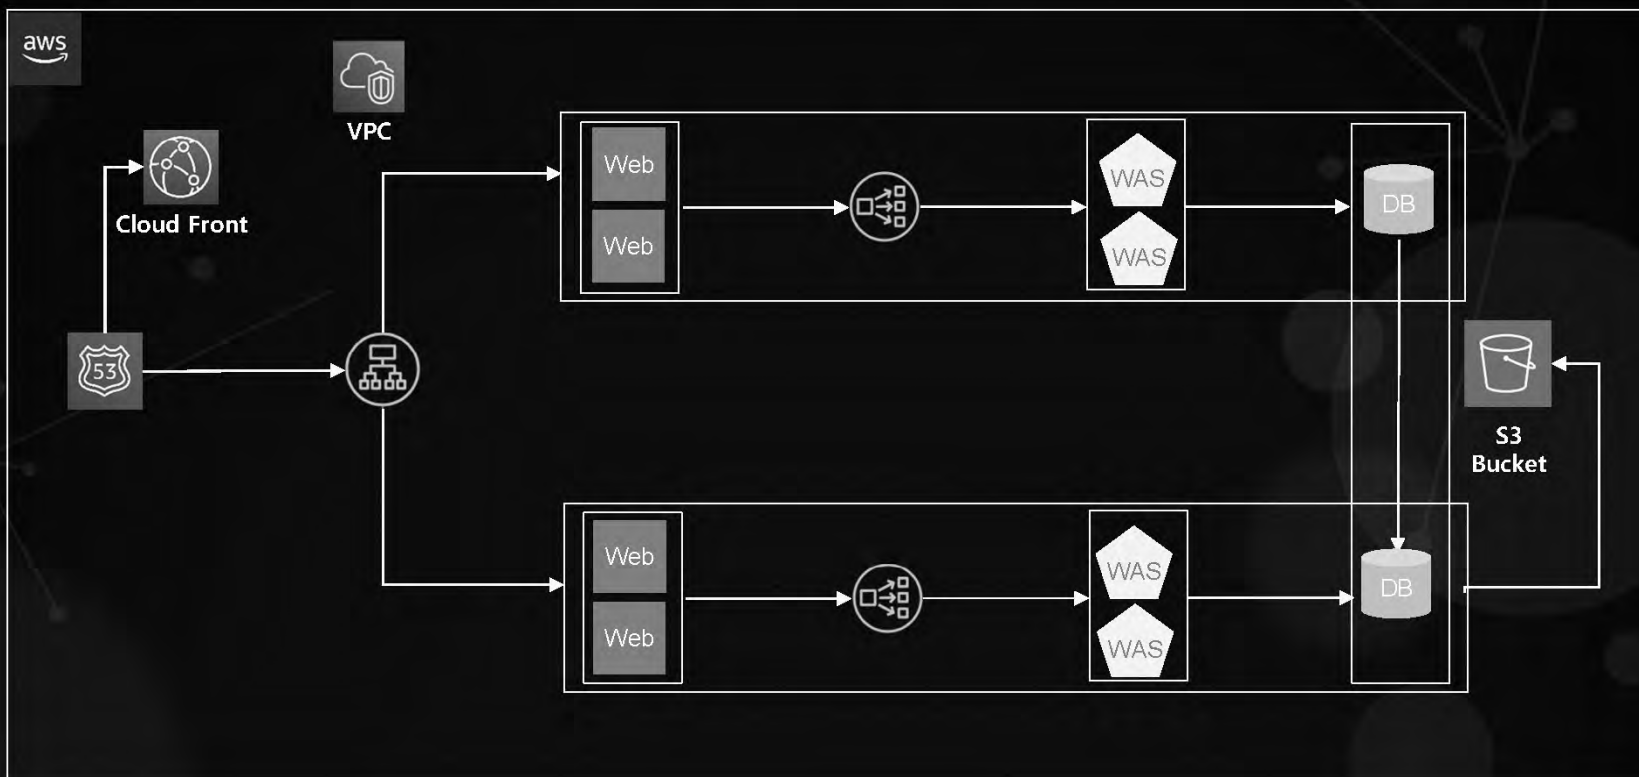 aws
VPC
Cloud Front
53
Web
Web
WAS
WAS
DB
S3
Bucket
Web
Web
WAS
WAS
DB